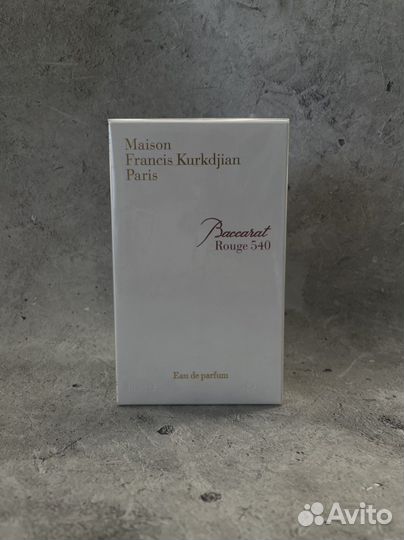 Maison
Francis Kurkdjian
Paris
Baccarat
Rouge 540
Eau de parfum
Avito